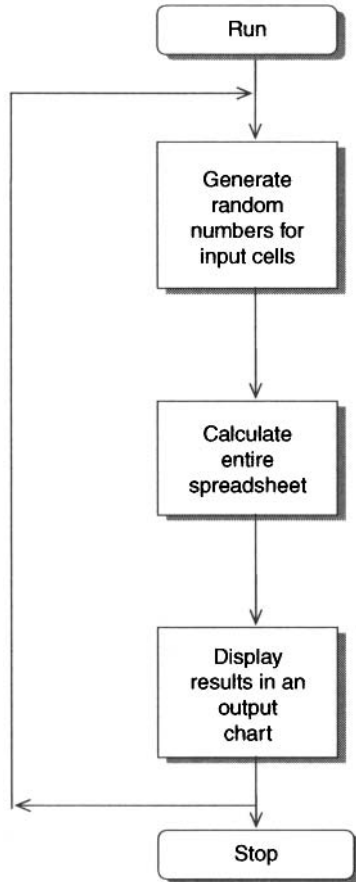 Run
Generate
random
numbers for
input cells
Calculate
entire
spreadsheet
Display
results in an
output
chart
Stop